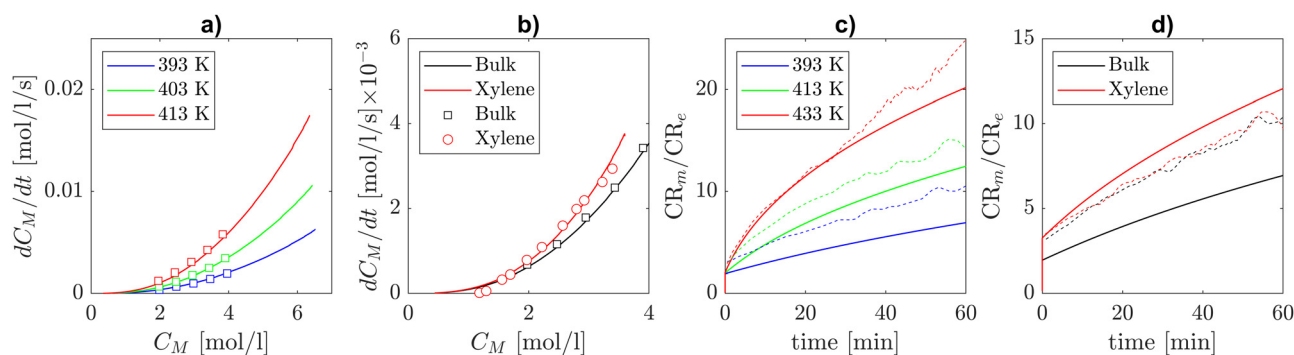 a)
dC_M/dt [mol/l/s]
0.02
0.01
0
393 K
403 K
413 K
0 2 4 6
C_M [mol/l]
b)
dC_M/dt [mol/l/s]×10⁻³
6
4
2
0
Bulk
Xylene
Bulk
Xylene
0 2 4
C_M [mol/l]
c)
CR_m/CR_e
20
10
0
393 K
413 K
433 K
0 20 40 60
time [min]
d)
CR_m/CR_e
15
10
5
0
Bulk
Xylene
0 20 40 60
time [min]